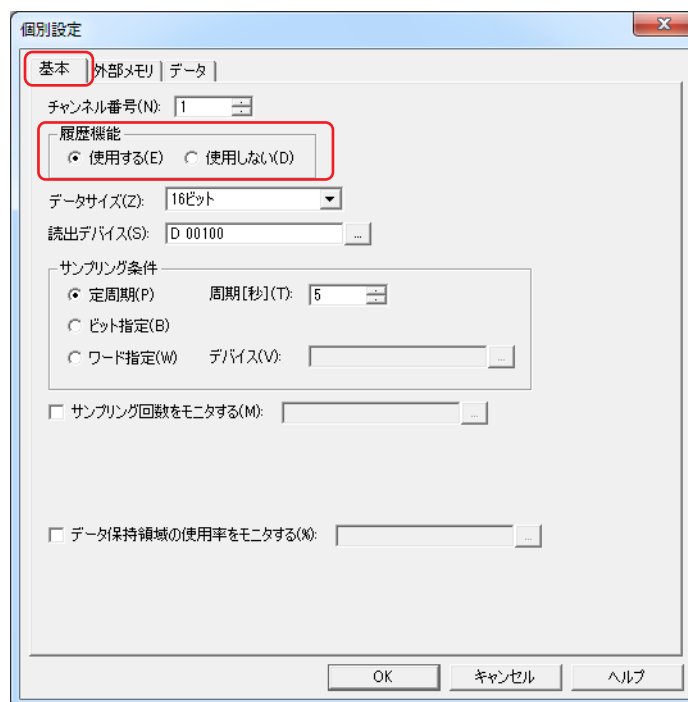 個別設定
基本 外部メモリ データ
チャンネル番号(N): 1
履歴機能
使用する(E) 使用しない(D)
データサイズ(Z): 16ビット
読出デバイス(S): D 00100 ...
サンプリング条件
定周期(P) 周期[秒](T): 5
ビット指定(B)
ワード指定(W) デバイス(V): ...
サンプリング回数をモニタする(M): ...
データ保持領域の使用率をモニタする(%): ...
OK キャンセル ヘルプ